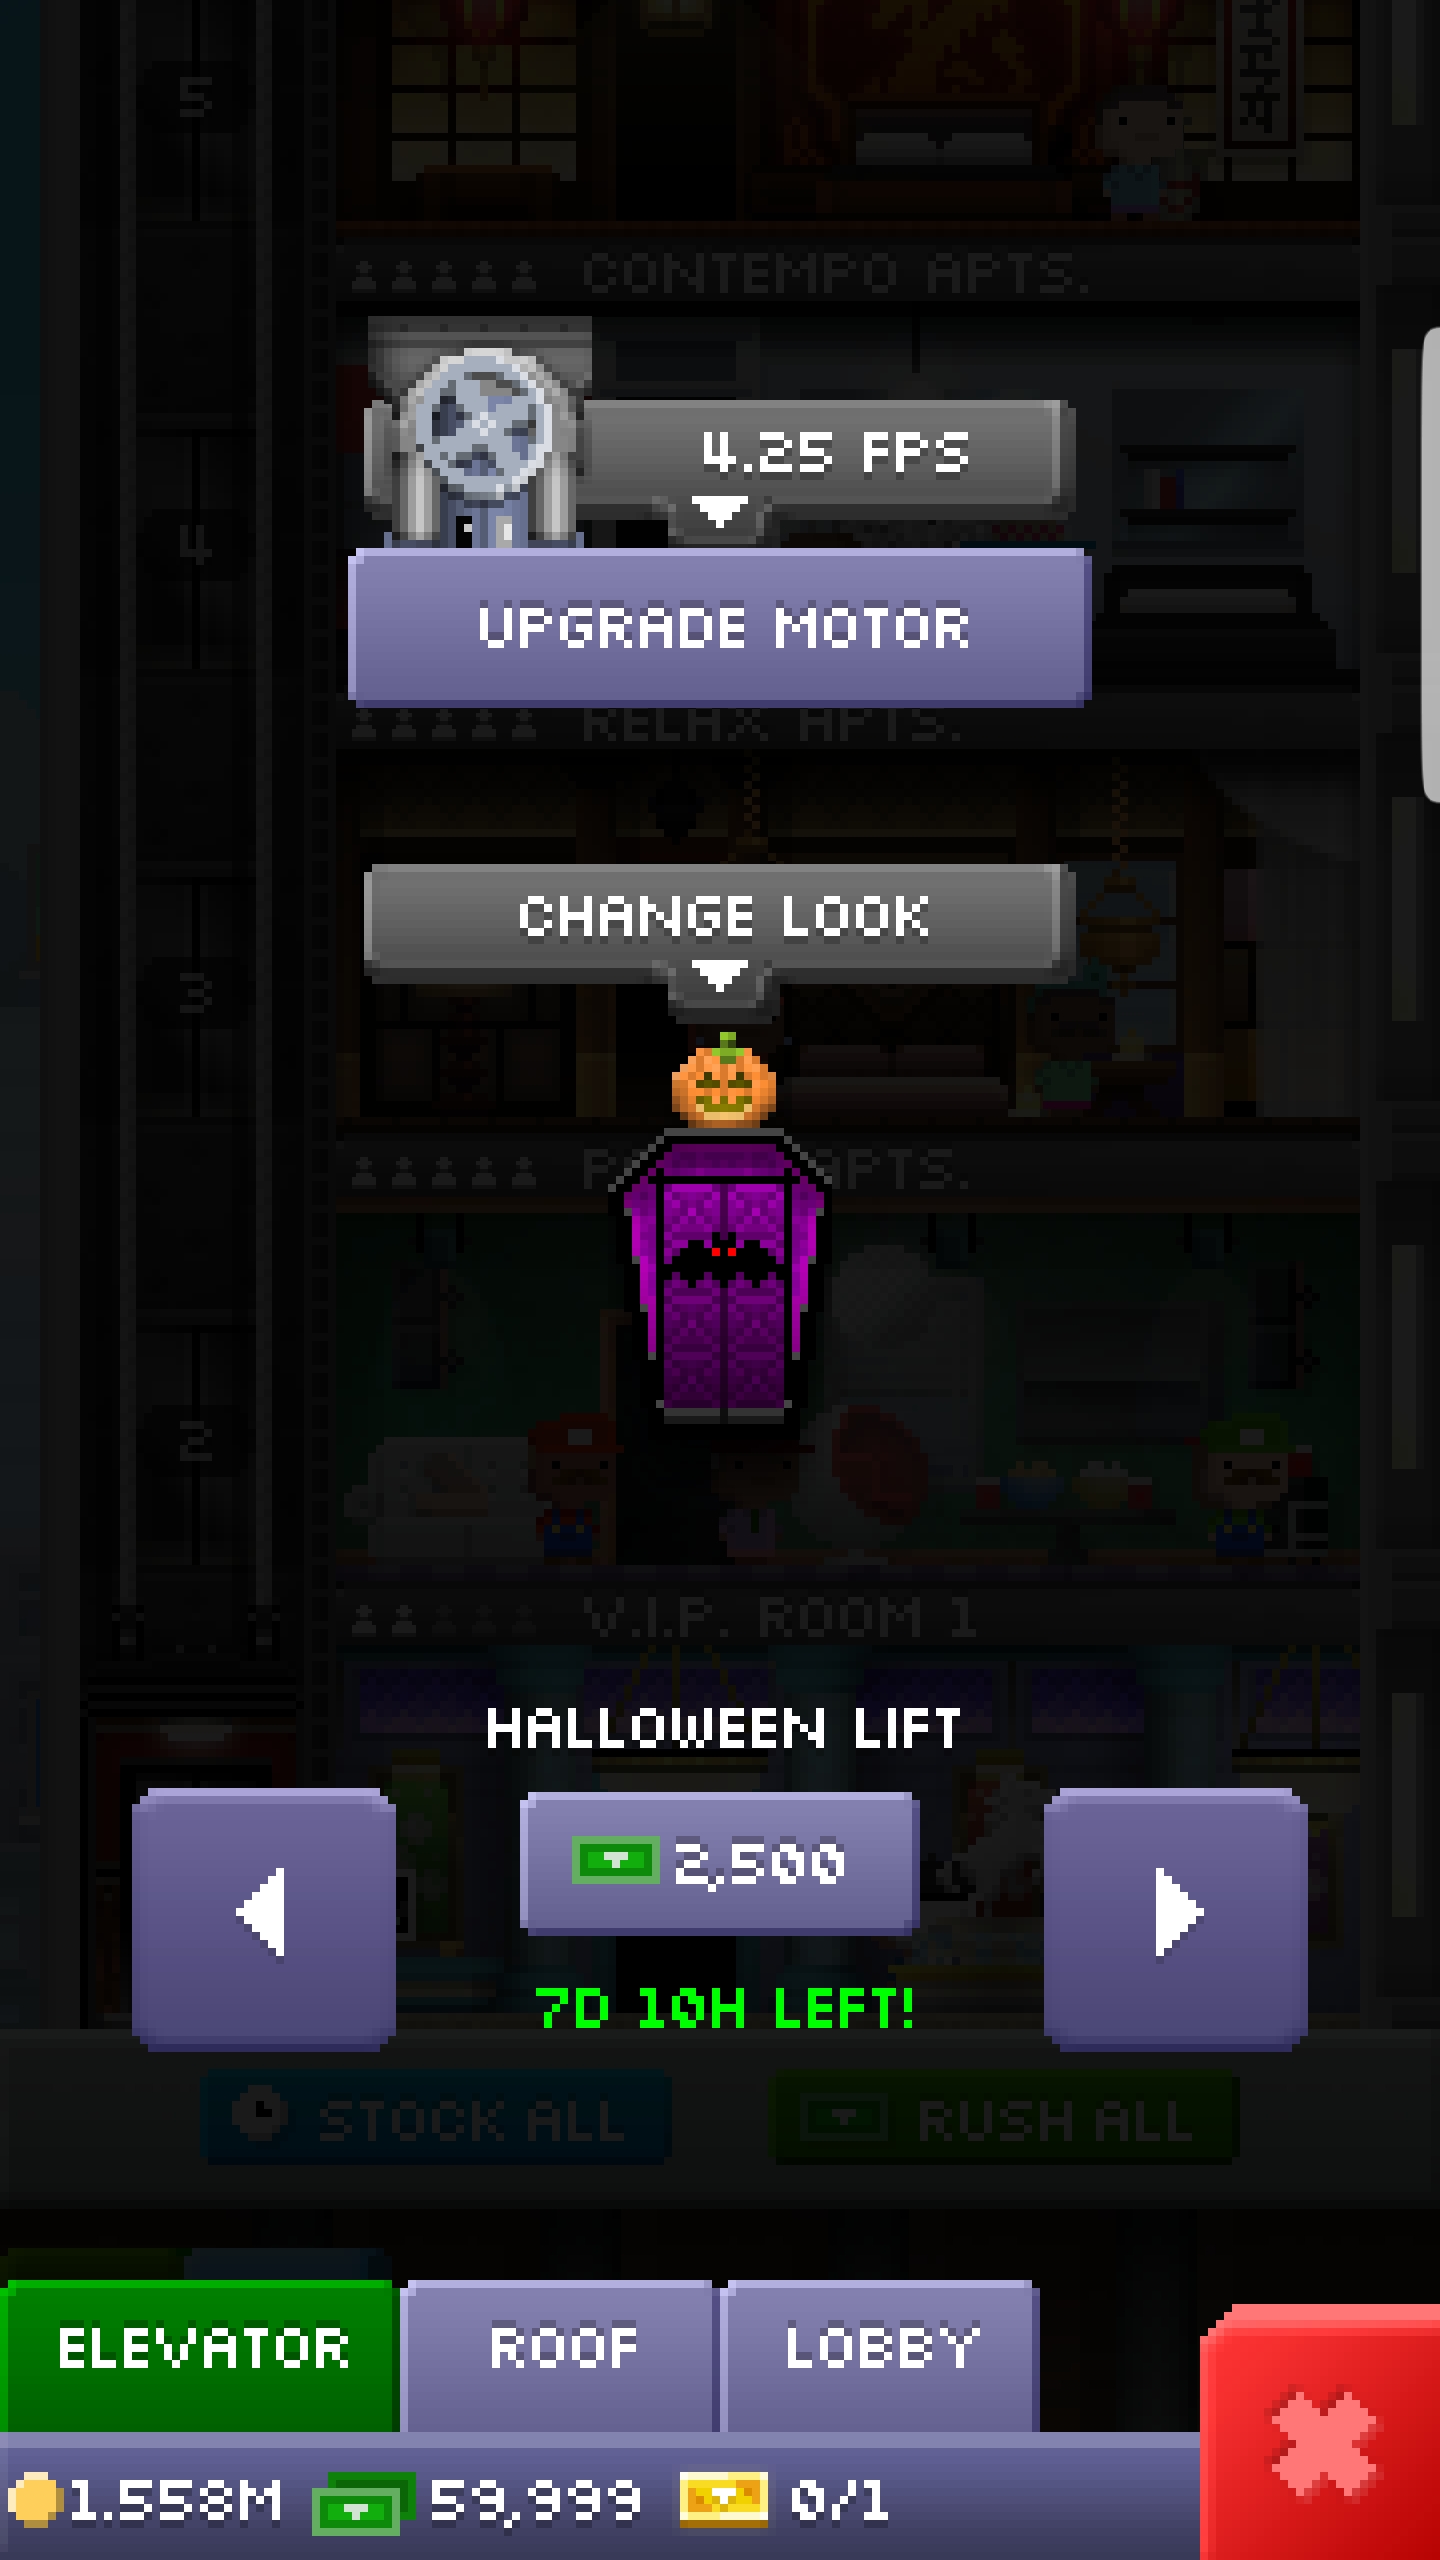 5
CONTEMPO APTS.
4.25 FPS
4
UPGRADE MOTOR
RELAX APTS.
CHANGE LOOK
3
APTS.
2
V.I.P. ROOM 1
HALLOWEEN LIFT
2,500
7D 10H LEFT!
STOCK ALL RUSH ALL
ELEVATOR ROOF LOBBY
1.558M 59,999 0/1